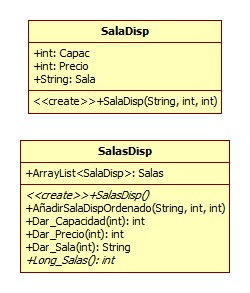 SalaDisp
+int: Capac
+int: Precio
+String: Sala
<<create>>+SalaDisp(String, int, int)
SalasDisp
+ArrayList<SalaDisp>: Salas
<<create>>+SalasDisp()
+AñadirSalaDispOrdenado(String, int, int)
+Dar_Capacidad(int): int
+Dar_Precio(int): int
+Dar_Sala(int): String
+Long_Salas(): int